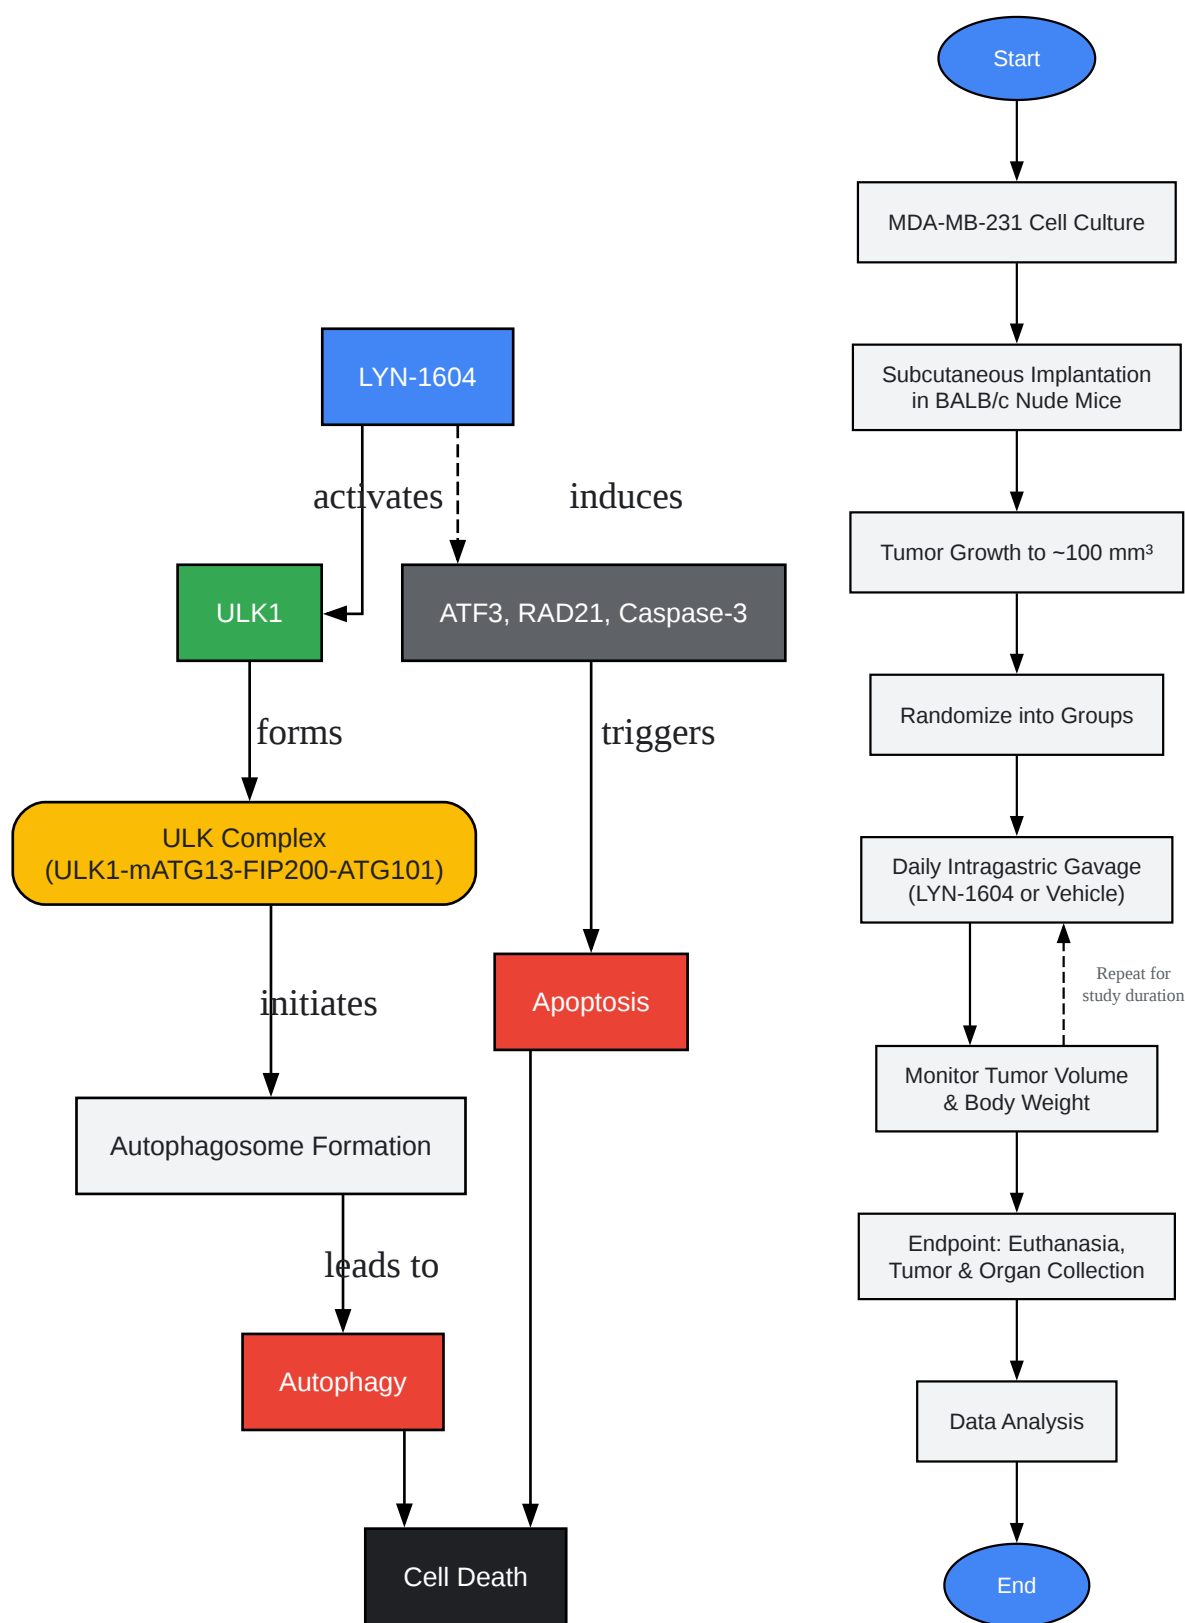 LYN-1604
activates
induces
ULK1
ATF3, RAD21, Caspase-3
forms
triggers
ULK Complex
(ULK1-mATG13-FIP200-ATG101)
initiates
Apoptosis
Autophagosome Formation
leads to
Autophagy
Cell Death
Start
MDA-MB-231 Cell Culture
Subcutaneous Implantation
in BALB/c Nude Mice
Tumor Growth to ~100 mm³
Randomize into Groups
Daily Intragastric Gavage
(LYN-1604 or Vehicle)
Repeat for
study duration
Monitor Tumor Volume
& Body Weight
Endpoint: Euthanasia,
Tumor & Organ Collection
Data Analysis
End